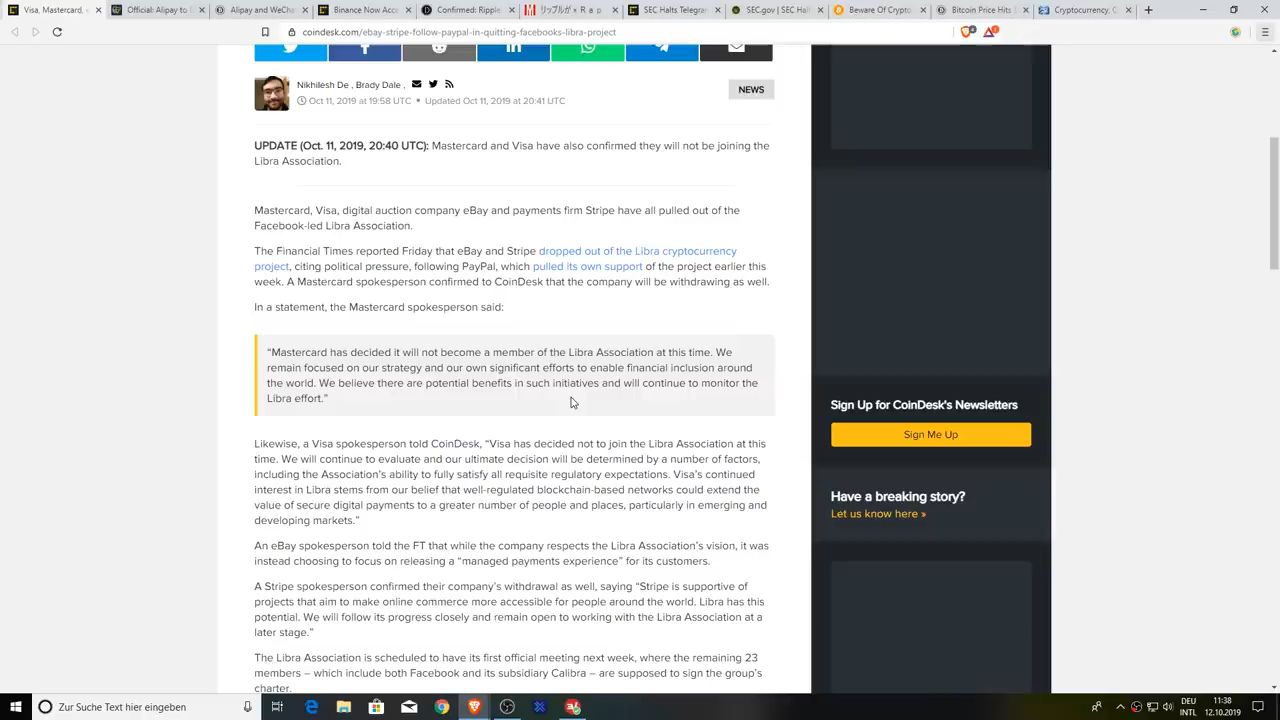 Visa, Mastercard,
Official: Alipay to B
Alipay and WeCha
Binance Now Acce
Confirmed: Ripple
リップルが×Rap
SEC Halts Telegran
SEC.gov | SEC Halt
Beware Of Crypto
Bitcoin Price Hits
Cryptocurrency, C
coindesk.com/ebay-stripe-follow-paypal-in-quitting-facebooks-libra-project
Nikhilesh De , Brady Dale ,
NEWS
Oct 11, 2019 at 19:58 UTC • Updated Oct 11, 2019 at 20:41 UTC
UPDATE (Oct. 11, 2019, 20:40 UTC): Mastercard and Visa have also confirmed they will not be joining the
Libra Association.
Mastercard, Visa, digital auction company eBay and payments firm Stripe have all pulled out of the
Facebook-led Libra Association.
The Financial Times reported Friday that eBay and Stripe dropped out of the Libra cryptocurrency
project, citing political pressure, following PayPal, which pulled its own support of the project earlier this
week. A Mastercard spokesperson confirmed to CoinDesk that the company will be withdrawing as well.
In a statement, the Mastercard spokesperson said:
“Mastercard has decided it will not become a member of the Libra Association at this time. We
remain focused on our strategy and our own significant efforts to enable financial inclusion around
the world. We believe there are potential benefits in such initiatives and will continue to monitor the
Libra effort.”
Likewise, a Visa spokesperson told CoinDesk, “Visa has decided not to join the Libra Association at this
time. We will continue to evaluate and our ultimate decision will be determined by a number of factors,
including the Association’s ability to fully satisfy all requisite regulatory expectations. Visa’s continued
interest in Libra stems from our belief that well-regulated blockchain-based networks could extend the
value of secure digital payments to a greater number of people and places, particularly in emerging and
developing markets.”
An eBay spokesperson told the FT that while the company respects the Libra Association’s vision, it was
instead choosing to focus on releasing a “managed payments experience” for its customers.
A Stripe spokesperson confirmed their company’s withdrawal as well, saying “Stripe is supportive of
projects that aim to make online commerce more accessible for people around the world. Libra has this
potential. We will follow its progress closely and remain open to working with the Libra Association at a
later stage.”
The Libra Association is scheduled to have its first official meeting next week, where the remaining 23
members – which include both Facebook and its subsidiary Calibra – are supposed to sign the group’s
charter.
Sign Up for CoinDesk's Newsletters
Sign Me Up
Have a breaking story?
Let us know here »
Zur Suche Text hier eingeben
DEU
INTL
11:38
12.10.2019